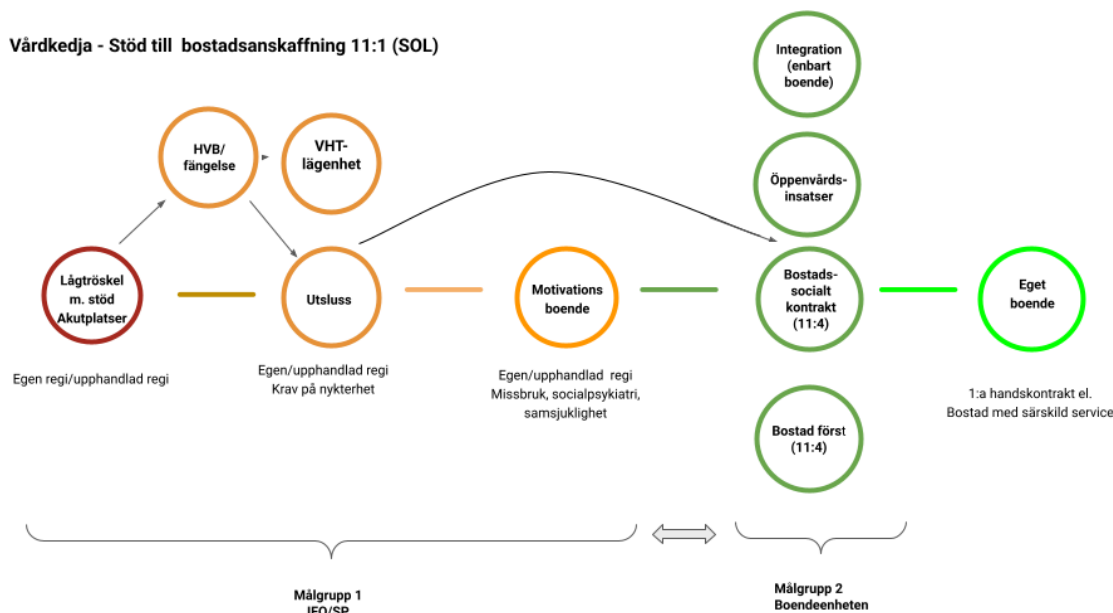 Vårdkedja - Stöd till bostadsanskaffning 11:1 (SOL)
Integration
(enbart
boende)
HVB/
fängelse
VHT-
lägenhet
Öppenvårds-
insatser
Lågtröskel
m. stöd
Akutplatser
Utsluss
Motivations
boende
Bostads-
socialt
kontrakt
(11:4)
Eget
boende
Egen regi/upphandlad regi
Egen/upphandlad regi
Krav på nykterhet
Egen/upphandlad regi
Missbruk, socialpsykiatri,
samsjuklighet
1:a handskontrakt el.
Bostad med särskild service
Bostad först
(11:4)
Målgrupp 1
IFO/SP
Målgrupp 2
Boendeenheten